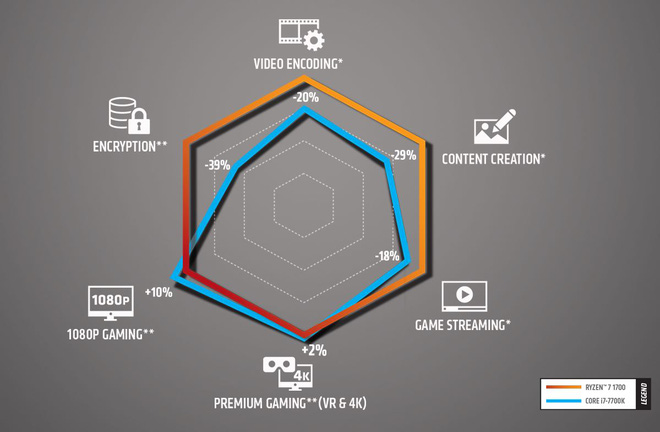 VIDEO ENCODING*
-20%
ENCRYPTION**
-39%
-29%
CONTENT CREATION*
-18%
1080P
+10%
1080P GAMING**
GAME STREAMING*
+2%
4K
PREMIUM GAMING**(VR & 4K)
RYZEN™ 7 1700
CORE i7-7700K
LEGEND